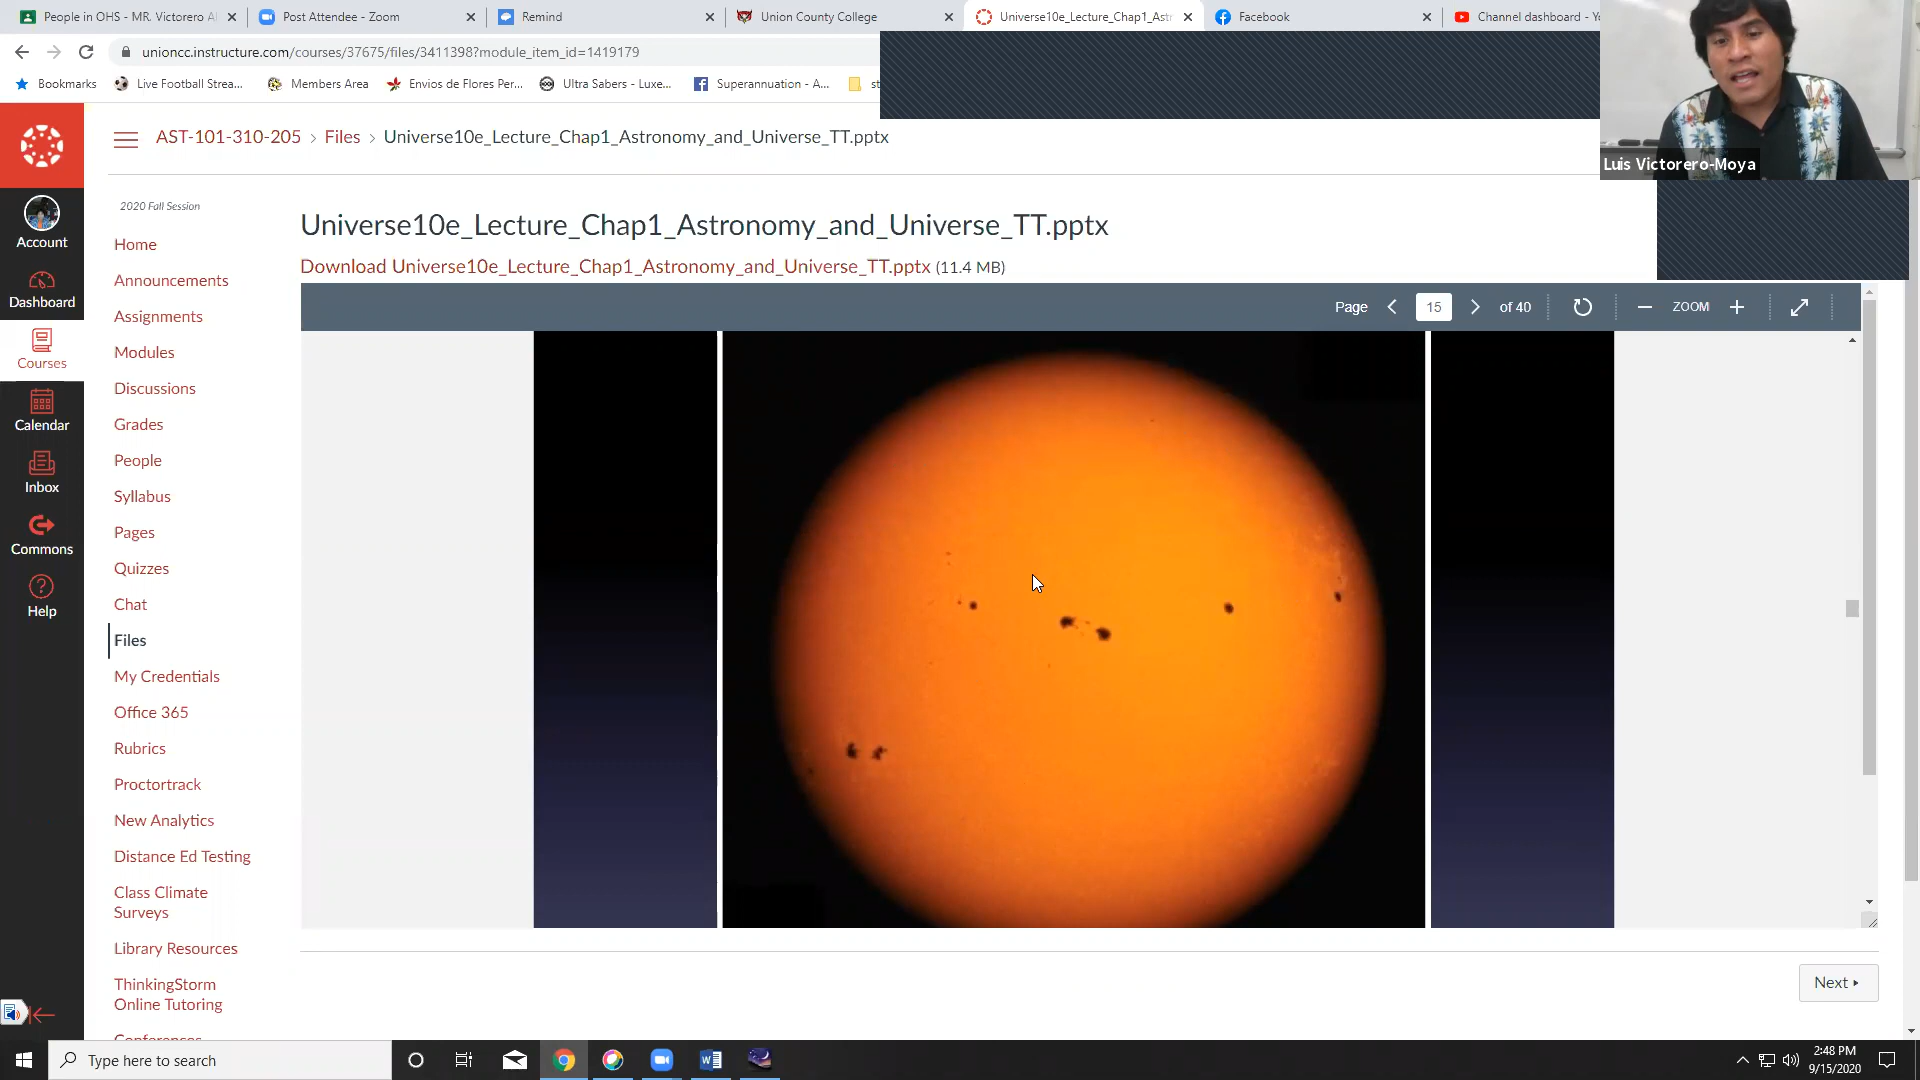 People in OHS - MR. Victorero Al
Post Attendee - Zoom
Remind
Union County College
Universe10e_Lecture_Chap1_Astr
Facebook
Channel dashboard - Yo
unioncc.instructure.com/courses/37675/files/3411398?module_item_id=1419179
Bookmarks
Live Football Strea...
Members Area
Envios de Flores Per...
Ultra Sabers - Luxe...
Superannuation - A...
st
Luis Victorero-Moya
AST-101-310-205 › Files › Universe10e_Lecture_Chap1_Astronomy_and_Universe_TT.pptx
Account
Dashboard
Courses
Calendar
Inbox
Commons
Help
2020 Fall Session
Home
Announcements
Assignments
Modules
Discussions
Grades
People
Syllabus
Pages
Quizzes
Chat
Files
My Credentials
Office 365
Rubrics
Proctortrack
New Analytics
Distance Ed Testing
Class Climate
Surveys
Library Resources
ThinkingStorm
Online Tutoring
Conferences
Universe10e_Lecture_Chap1_Astronomy_and_Universe_TT.pptx
Download Universe10e_Lecture_Chap1_Astronomy_and_Universe_TT.pptx (11.4 MB)
Page 15 of 40 ZOOM
Next
Type here to search
2:48 PM
9/15/2020